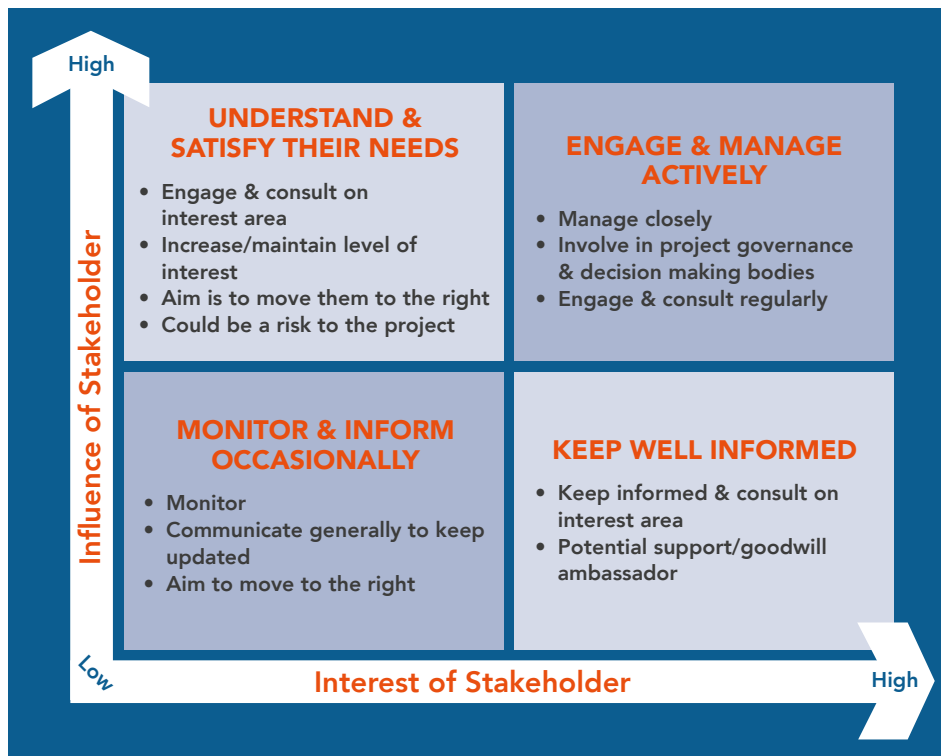 High
UNDERSTAND &
SATISFY THEIR NEEDS
• Engage & consult on
interest area
• Increase/maintain level of
interest
• Aim is to move them to the right
• Could be a risk to the project
ENGAGE & MANAGE
ACTIVELY
• Manage closely
• Involve in project governance
& decision making bodies
• Engage & consult regularly
Influence of Stakeholder
MONITOR & INFORM
OCCASIONALLY
• Monitor
• Communicate generally to keep
updated
• Aim to move to the right
KEEP WELL INFORMED
• Keep informed & consult on
interest area
• Potential support/goodwill
ambassador
Low
Interest of Stakeholder
High